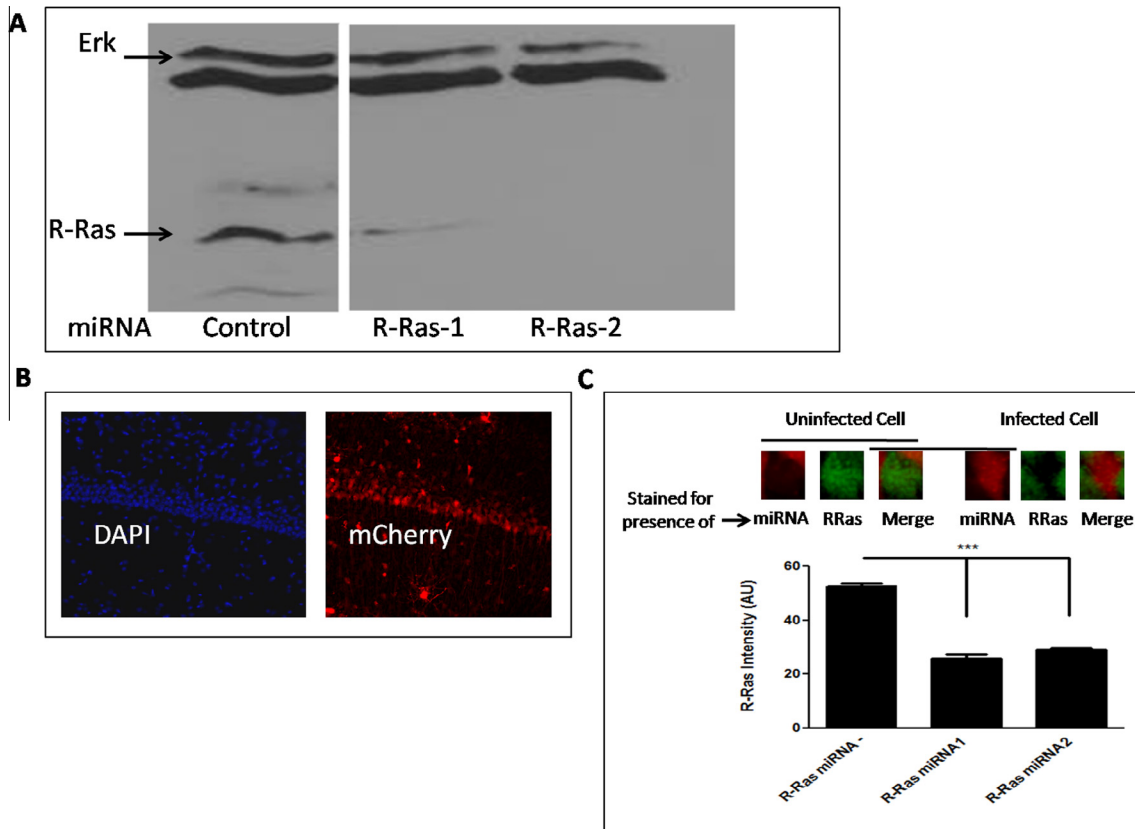 A
Erk
R-Ras
miRNA Control R-Ras-1 R-Ras-2
B
DAPI
mCherry
C
Uninfected Cell Infected Cell
Stained for
presence of
miRNA RRas Merge miRNA RRas Merge
***
R-Ras Intensity (AU)
60
40
20
0
R-Ras miRNA -
R-Ras miRNA1
R-Ras miRNA2